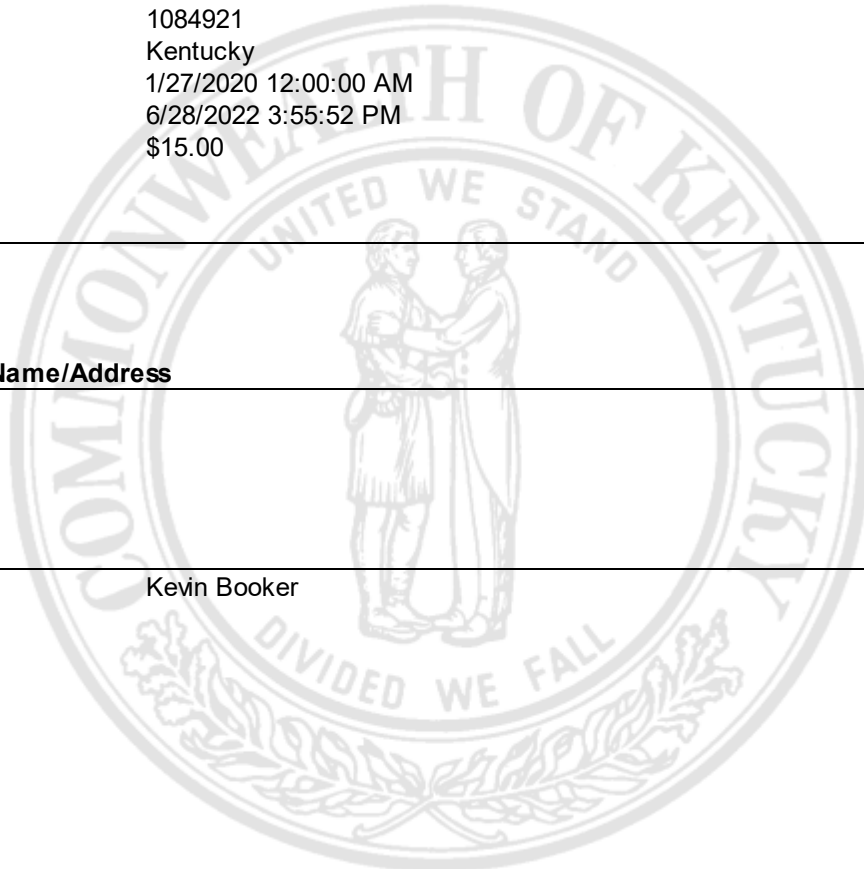 1084921
Kentucky
1/27/2020 12:00:00 AM
6/28/2022 3:55:52 PM
$15.00
COMMONWEALTH OF KENTUCKY
UNITED WE STAND
Name/Address
Kevin Booker
DIVIDED WE FALL